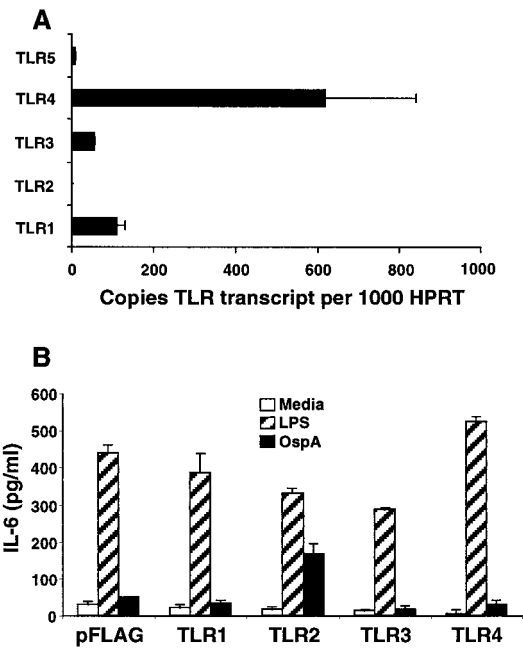 A
TLR5
TLR4
TLR3
TLR2
TLR1
0 200 400 600 800 1000
Copies TLR transcript per 1000 HPRT
B
IL-6 (pg/ml)
600
500
400
300
200
100
0
Media
LPS
OspA
pFLAG TLR1 TLR2 TLR3 TLR4